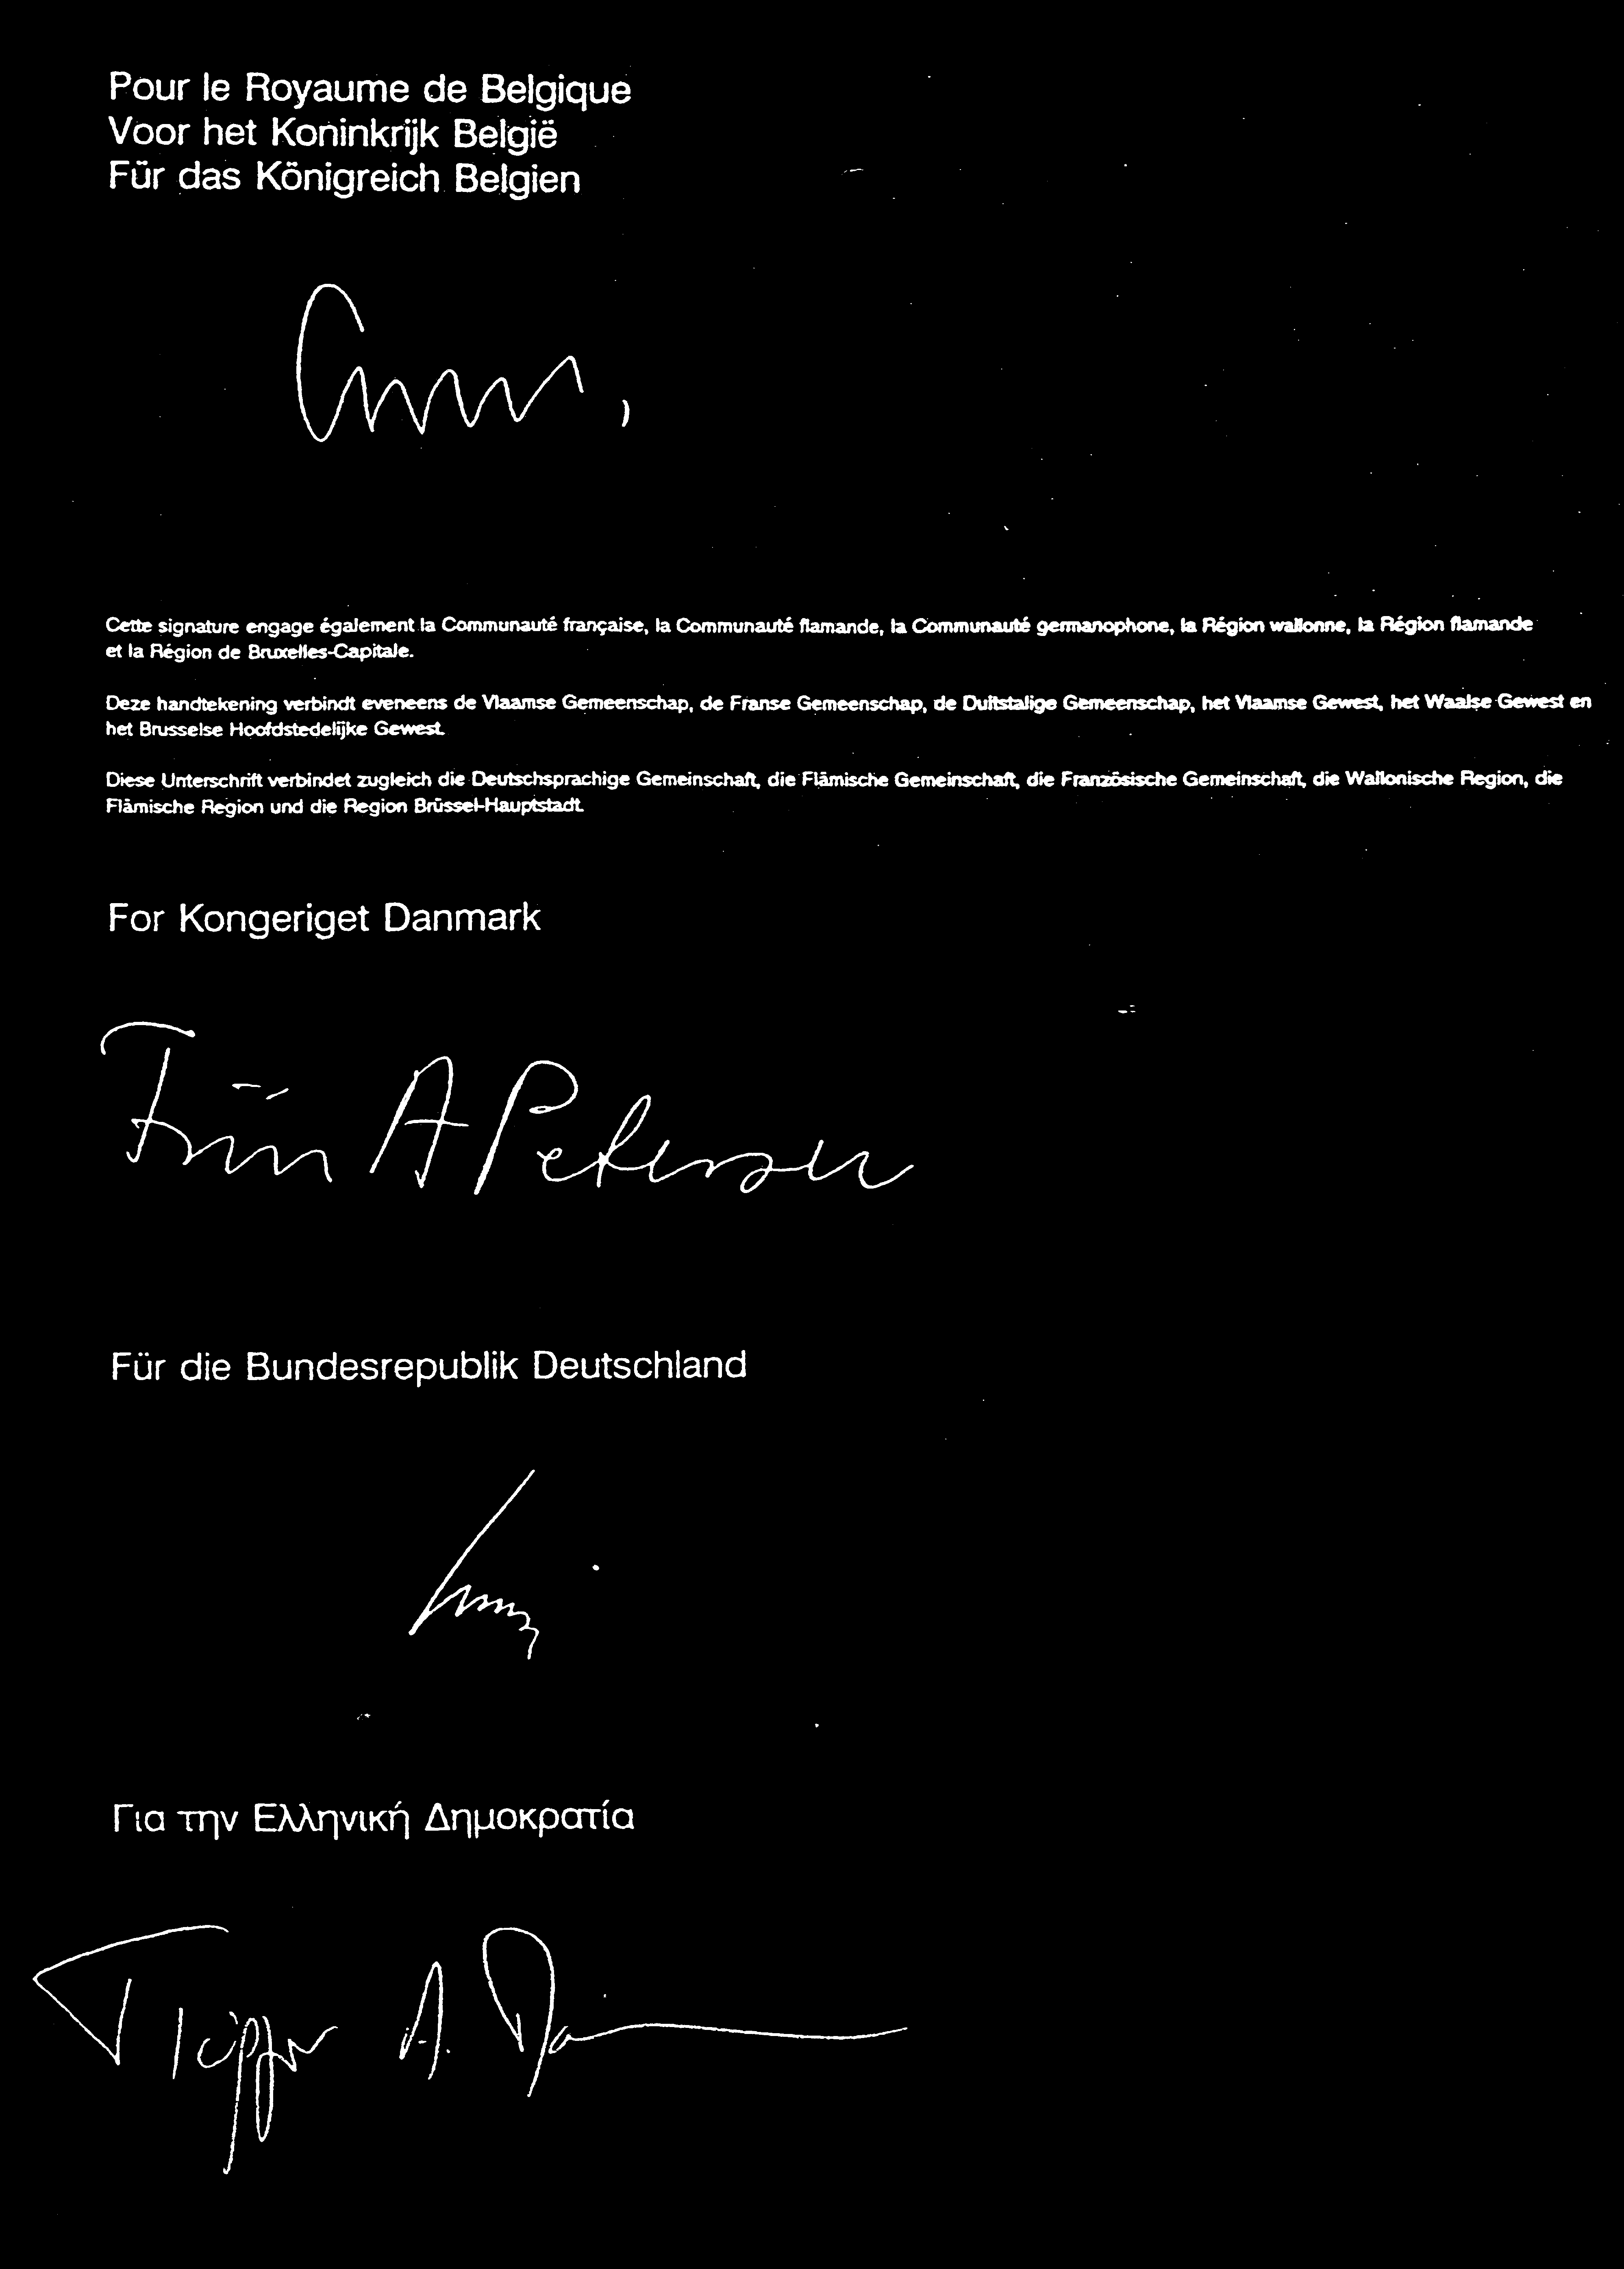 Pour le Royaume de Belgique
Voor het Koninkrijk België
Für das Königreich Belgien
Cette signature engage également la Communauté française, la Communauté flamande, la Communauté germanophone, la Région wallonne, la Région flamande
et la Région de Bruxelles-Capitale.
Deze handtekening verbindt eveneens de Vlaamse Gemeenschap, de Franse Gemeenschap, de Duitstalige Gemeenschap, het Vlaamse Gewest, het Waalse Gewest en
het Brusselse Hoofdstedelijke Gewest.
Diese Unterschrift verbindet zugleich die Deutschsprachige Gemeinschaft, die Flämische Gemeinschaft, die Französische Gemeinschaft, die Wallonische Region, die
Flämische Region und die Region Brüssel-Hauptstadt.
For Kongeriget Danmark
A Petersen
Für die Bundesrepublik Deutschland
Για την Ελληνική Δημοκρατία
A.